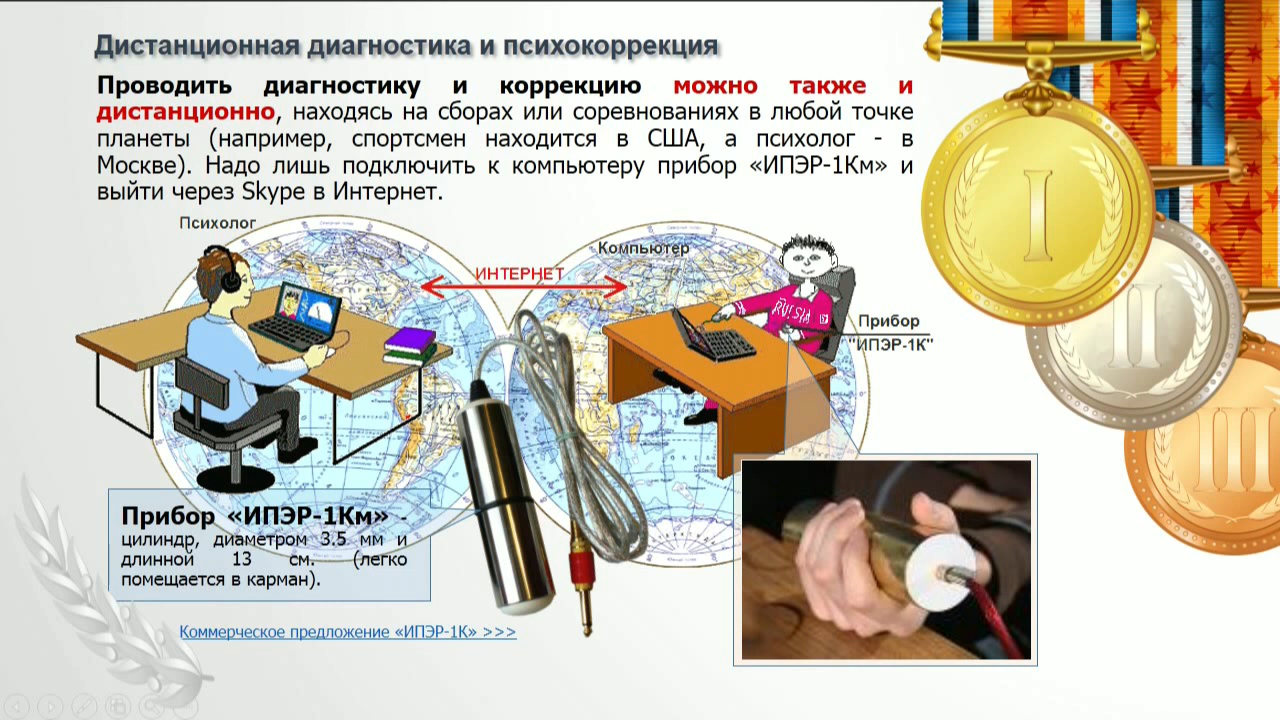 Дистанционная диагностика и психокоррекция
Проводить диагностику и коррекцию можно также и
дистанционно, находясь на сборах или соревнованиях в любой точке
планеты (например, спортсмен находится в США, а психолог - в
Москве). Надо лишь подключить к компьютеру прибор «ИПЭР-1Км» и
выйти через Skype в Интернет.
Психолог
Компьютер
ИНТЕРНЕТ
RUSIA
Прибор
"ИПЭР-1К"
I
II
III
Прибор «ИПЭР-1Км» -
цилиндр, диаметром 3.5 мм и
длинной 13 см. (легко
помещается в карман).
Коммерческое предложение «ИПЭР-1К» >>>